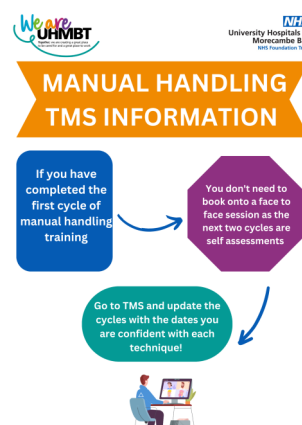 We are
UHMBT
NHS
University Hospitals
Morecambe B
NHS Foundation T
MANUAL HANDLING
TMS INFORMATION
If you have
completed the
first cycle of
manual handling
training
You don't need to
book onto a face to
face session as the
next two cycles are
self assessments
Go to TMS and update the
cycles with the dates you
are confident with each
technique!